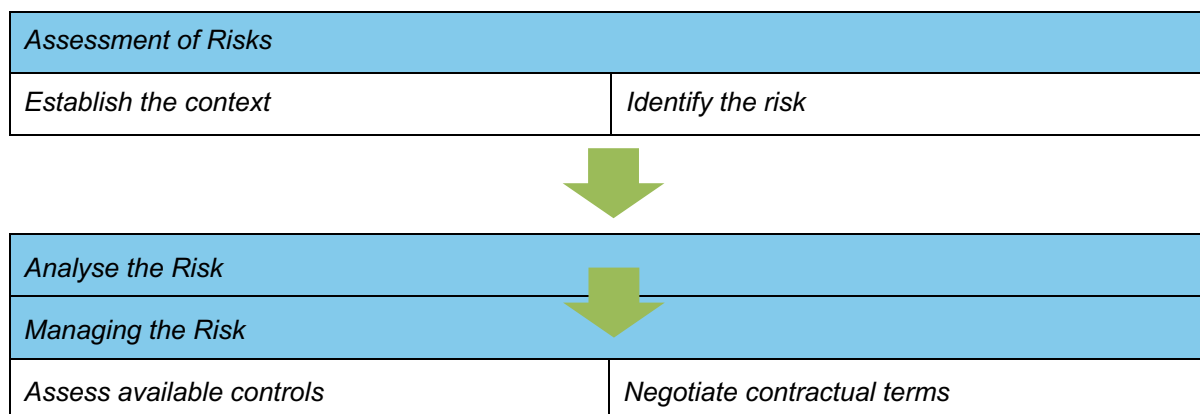 Assessment of Risks
Establish the context
Identify the risk
Analyse the Risk
Managing the Risk
Assess available controls
Negotiate contractual terms